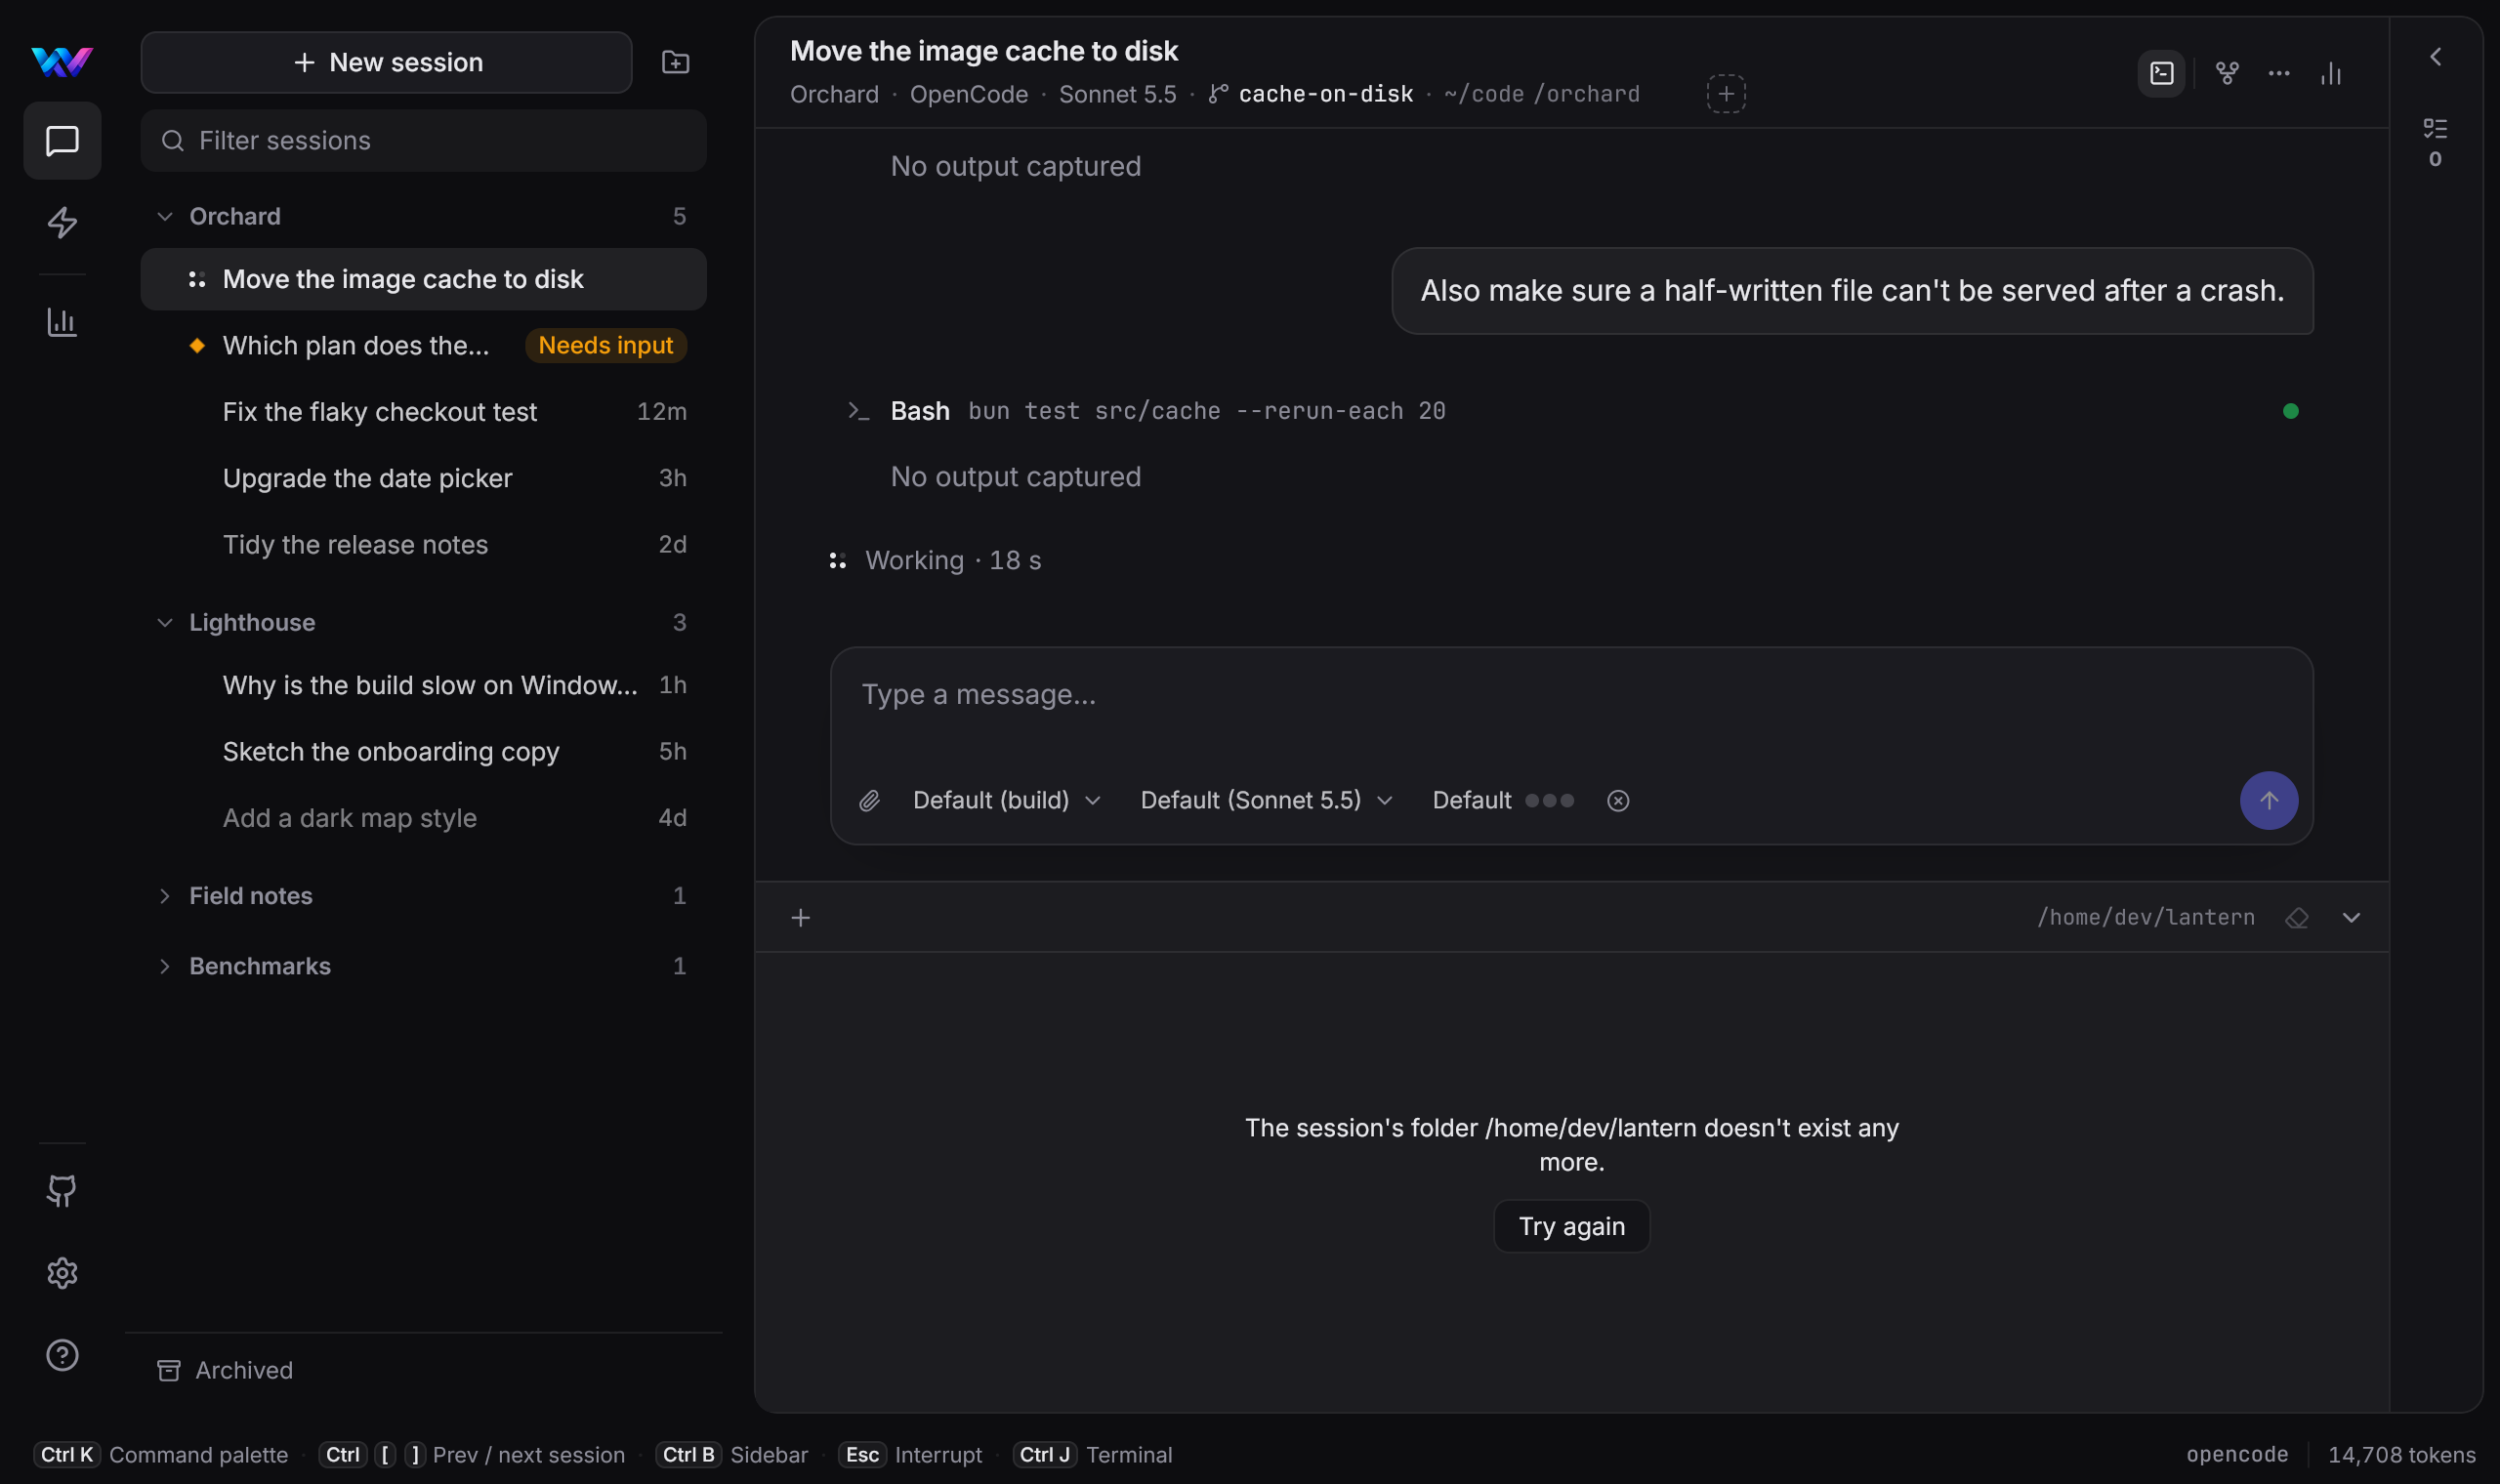 New session
Filter sessions
Orchard 5
Move the image cache to disk
Which plan does the... Needs input
Fix the flaky checkout test 12m
Upgrade the date picker 3h
Tidy the release notes 2d
Lighthouse 3
Why is the build slow on Window... 1h
Sketch the onboarding copy 5h
Add a dark map style 4d
Field notes 1
Benchmarks 1
Archived
Move the image cache to disk
Orchard · OpenCode · Sonnet 5.5 · cache-on-disk · ~/code /orchard
0
No output captured
Also make sure a half-written file can't be served after a crash.
Bash bun test src/cache --rerun-each 20
No output captured
Working · 18 s
Type a message...
Default (build) Default (Sonnet 5.5) Default
/home/dev/lantern
The session's folder /home/dev/lantern doesn't exist any
more.
Try again
Ctrl K Command palette · Ctrl [ ] Prev / next session · Ctrl B Sidebar · Esc Interrupt · Ctrl J Terminal
opencode 14,708 tokens